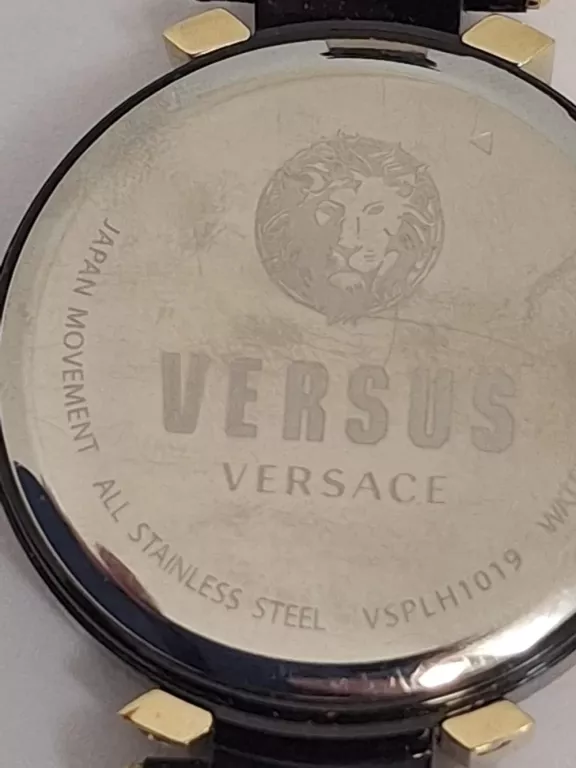 VERSUS
VERSACE
JAPAN MOVEMENT ALL STAINLESS STEEL VSPLH1019